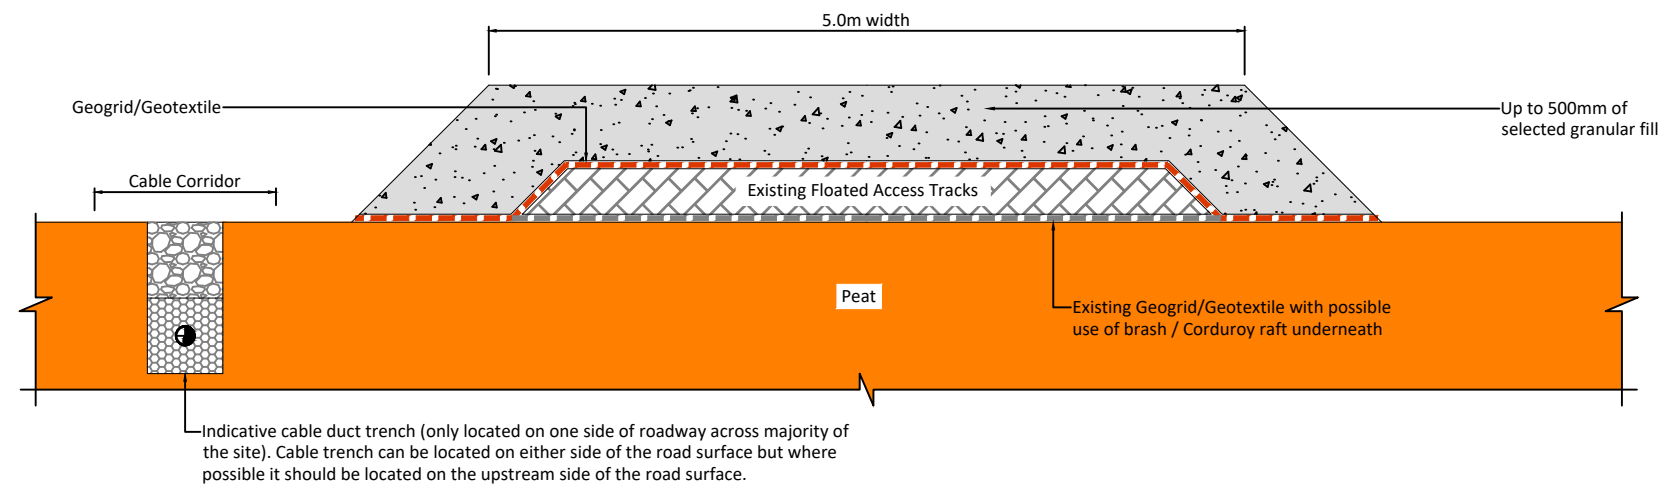 5.0m width
Geogrid/Geotextile
Up to 500mm of
selected granular fill
Cable Corridor
Existing Floated Access Tracks
Peat
Existing Geogrid/Geotextile with possible
use of brash / Corduroy raft underneath
Indicative cable duct trench (only located on one side of roadway across majority of
the site). Cable trench can be located on either side of the road surface but where
possible it should be located on the upstream side of the road surface.